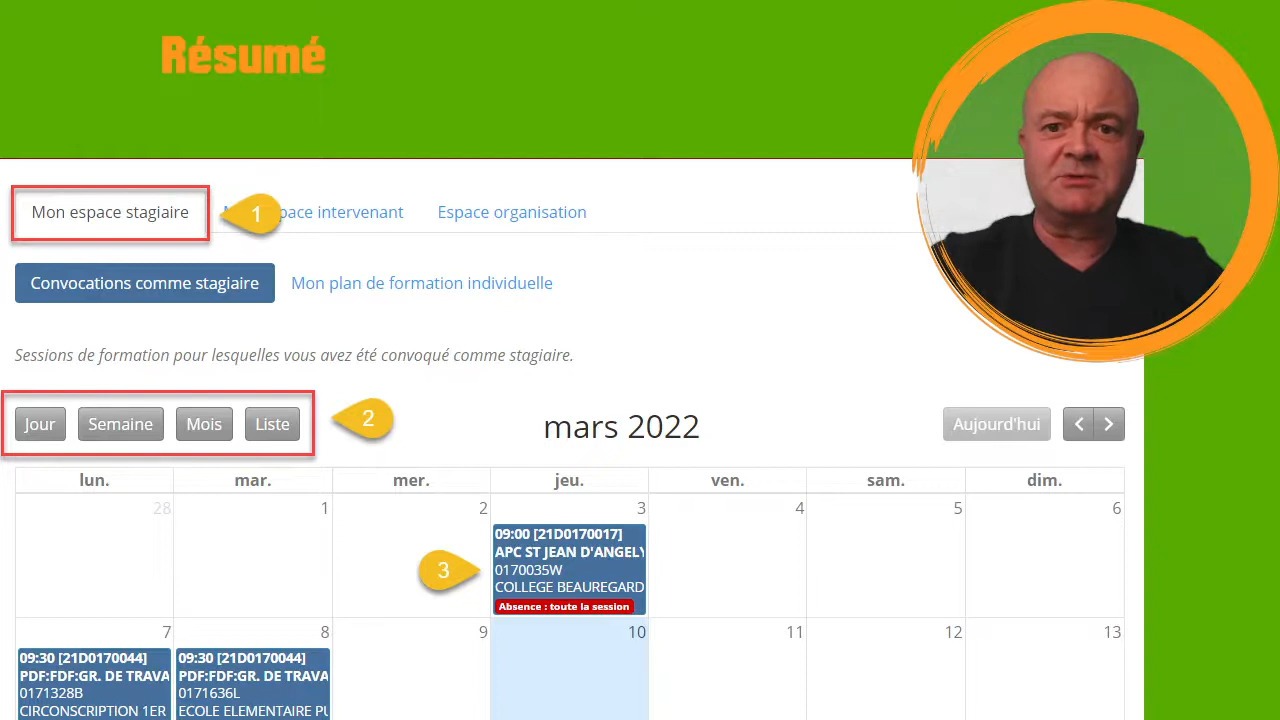 Résumé
Mon espace stagiaire
1
pace intervenant
Espace organisation
Convocations comme stagiaire
Mon plan de formation individuelle
Sessions de formation pour lesquelles vous avez été convoqué comme stagiaire.
Jour
Semaine
Mois
Liste
2
mars 2022
Aujourd'hui
lun. mar. mer. jeu. ven. sam. dim.
28 1 2 3 4 5 6
09:00 [21D0170017]
APC ST JEAN D'ANGELY
0170035W
COLLEGE BEAUREGARD
Absence : toute la session
3
7 8 9 10 11 12 13
09:30 [21D0170044]
PDF:FDF:GR. DE TRAVA
0171328B
CIRCONSCRIPTION 1ER
09:30 [21D0170044]
PDF:FDF:GR. DE TRAVA
0171636L
ECOLE ELEMENTAIRE PU